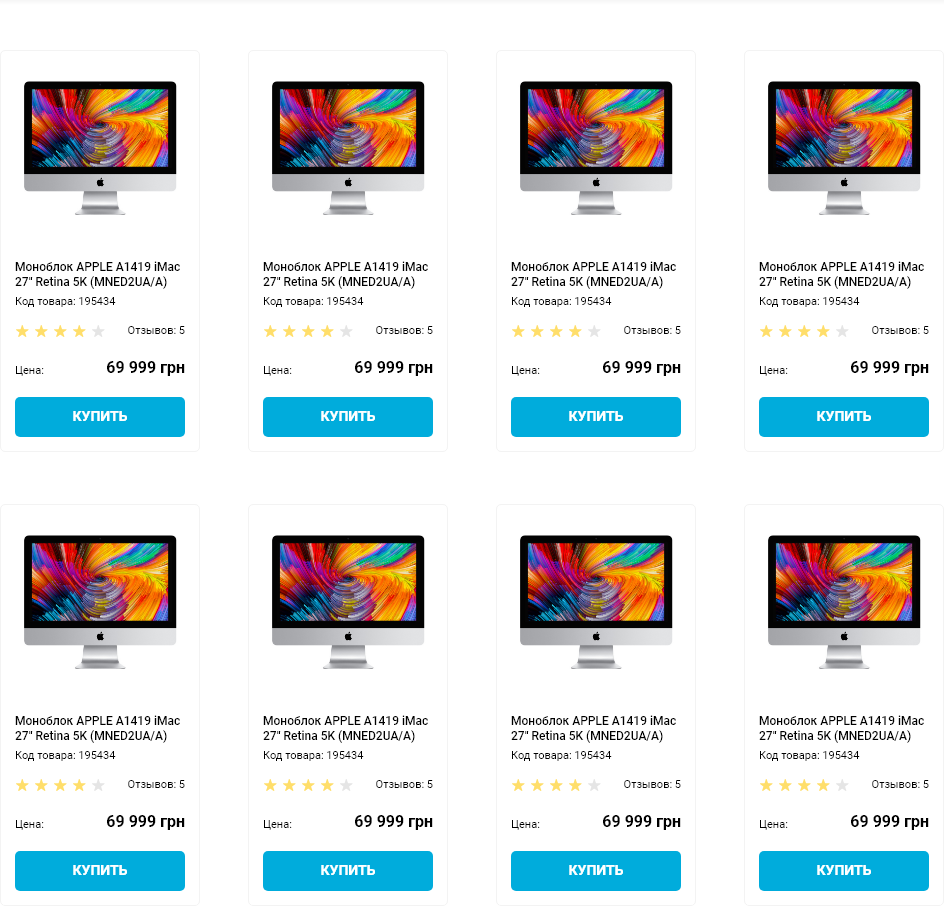 Моноблок APPLE A1419 iMac
27" Retina 5K (MNED2UA/A)
Код товара: 195434
Отзывов: 5
Цена: 69 999 грн
КУПИТЬ
Моноблок APPLE A1419 iMac
27" Retina 5K (MNED2UA/A)
Код товара: 195434
Отзывов: 5
Цена: 69 999 грн
КУПИТЬ
Моноблок APPLE A1419 iMac
27" Retina 5K (MNED2UA/A)
Код товара: 195434
Отзывов: 5
Цена: 69 999 грн
КУПИТЬ
Моноблок APPLE A1419 iMac
27" Retina 5K (MNED2UA/A)
Код товара: 195434
Отзывов: 5
Цена: 69 999 грн
КУПИТЬ
Моноблок APPLE A1419 iMac
27" Retina 5K (MNED2UA/A)
Код товара: 195434
Отзывов: 5
Цена: 69 999 грн
КУПИТЬ
Моноблок APPLE A1419 iMac
27" Retina 5K (MNED2UA/A)
Код товара: 195434
Отзывов: 5
Цена: 69 999 грн
КУПИТЬ
Моноблок APPLE A1419 iMac
27" Retina 5K (MNED2UA/A)
Код товара: 195434
Отзывов: 5
Цена: 69 999 грн
КУПИТЬ
Моноблок APPLE A1419 iMac
27" Retina 5K (MNED2UA/A)
Код товара: 195434
Отзывов: 5
Цена: 69 999 грн
КУПИТЬ